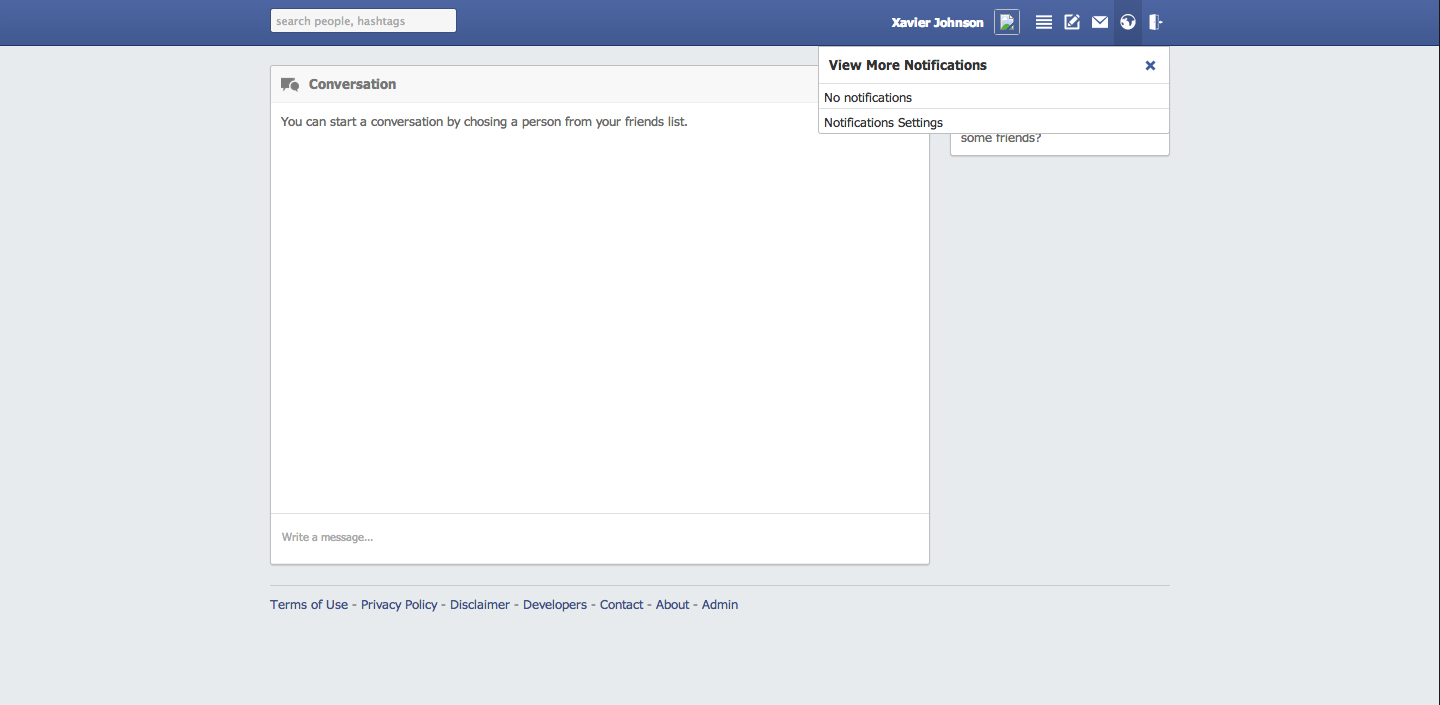 search people, hashtags
Xavier Johnson
View More Notifications
No notifications
Notifications Settings
Conversation
You can start a conversation by chosing a person from your friends list.
some friends?
Write a message...
Terms of Use - Privacy Policy - Disclaimer - Developers - Contact - About - Admin